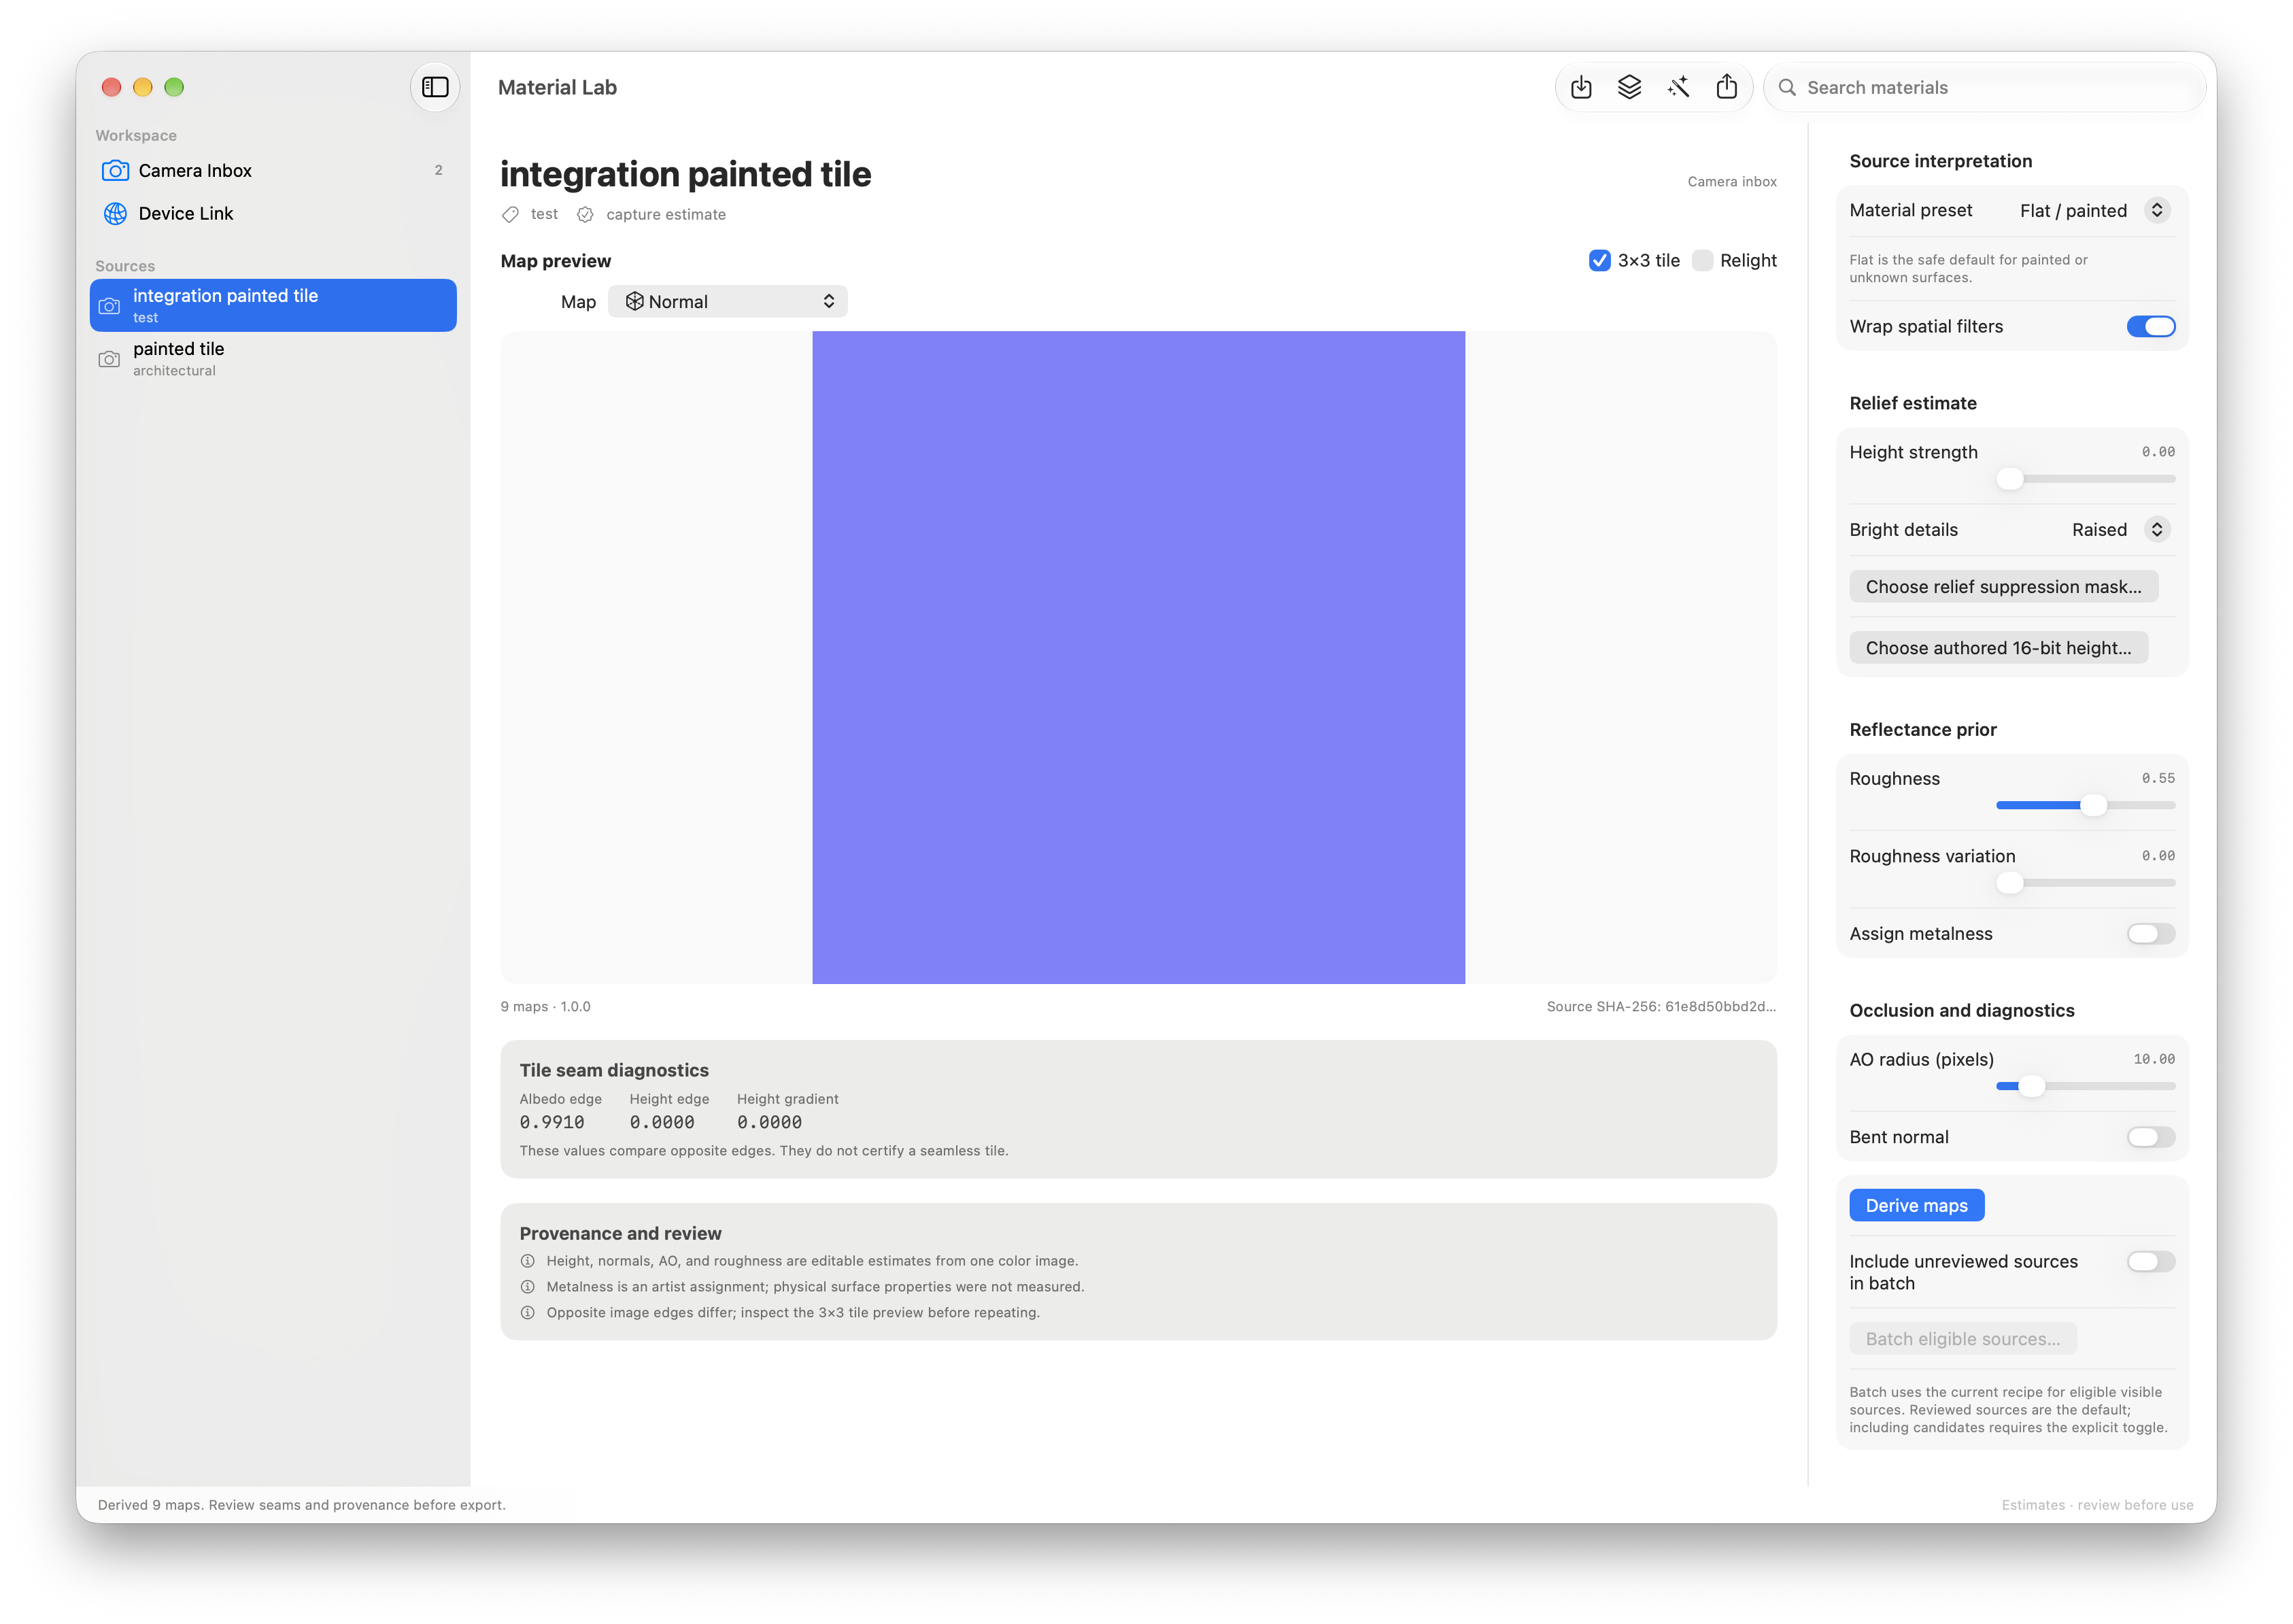 Material Lab
Search materials
Workspace
Camera Inbox 2
Device Link
Sources
integration painted tile
test
painted tile
architectural
integration painted tile
Camera inbox
test capture estimate
Map preview
3×3 tile Relight
Map Normal
9 maps · 1.0.0
Source SHA-256: 61e8d50bbd2d...
Tile seam diagnostics
Albedo edge Height edge Height gradient
0.9910 0.0000 0.0000
These values compare opposite edges. They do not certify a seamless tile.
Provenance and review
Height, normals, AO, and roughness are editable estimates from one color image.
Metalness is an artist assignment; physical surface properties were not measured.
Opposite image edges differ; inspect the 3×3 tile preview before repeating.
Source interpretation
Material preset Flat / painted
Flat is the safe default for painted or
unknown surfaces.
Wrap spatial filters
Relief estimate
Height strength 0.00
Bright details Raised
Choose relief suppression mask...
Choose authored 16-bit height...
Reflectance prior
Roughness 0.55
Roughness variation 0.00
Assign metalness
Occlusion and diagnostics
AO radius (pixels) 10.00
Bent normal
Derive maps
Include unreviewed sources
in batch
Batch eligible sources...
Batch uses the current recipe for eligible visible
sources. Reviewed sources are the default;
including candidates requires the explicit toggle.
Derived 9 maps. Review seams and provenance before export.
Estimates · review before use